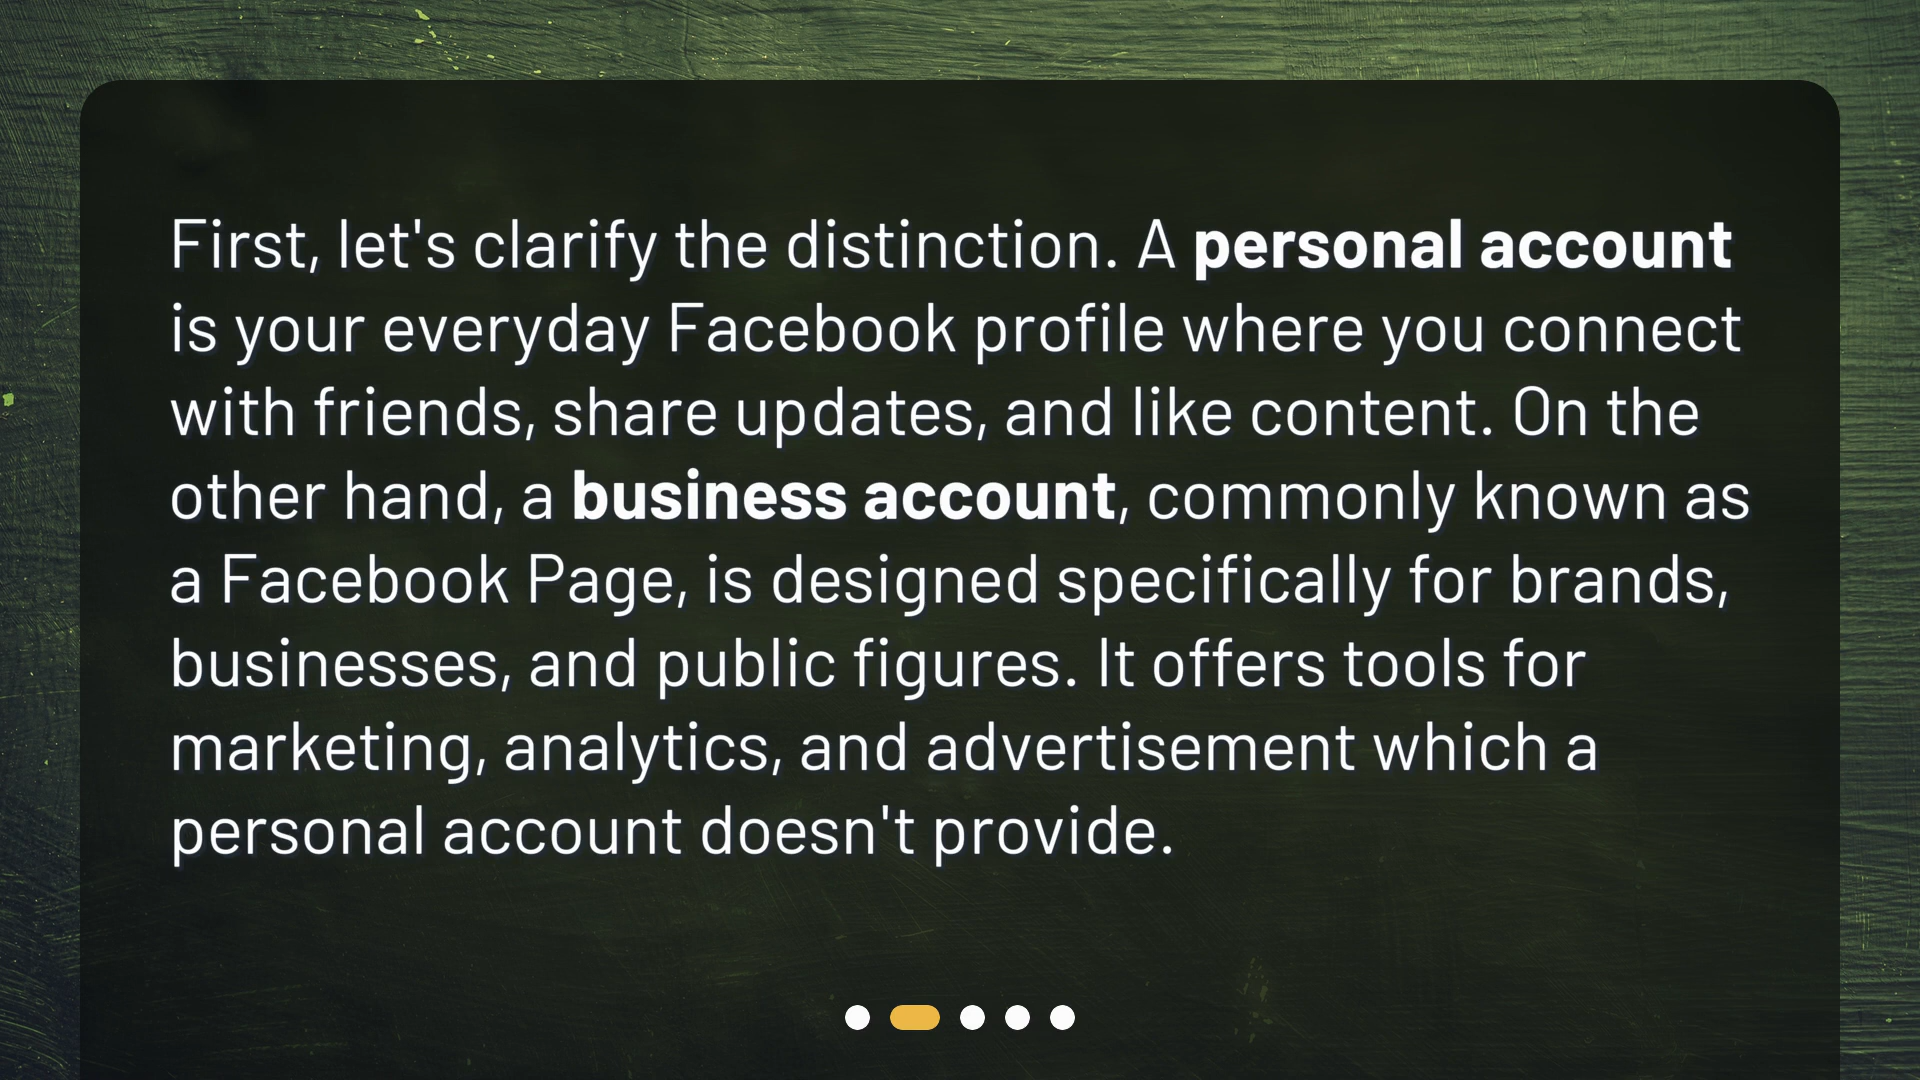 First, let's clarify the distinction. A personal account
is your everyday Facebook profile where you connect
with friends, share updates, and like content. On the
other hand, a business account, commonly known as
a Facebook Page, is designed specifically for brands,
businesses, and public figures. It offers tools for
marketing, analytics, and advertisement which a
personal account doesn't provide.